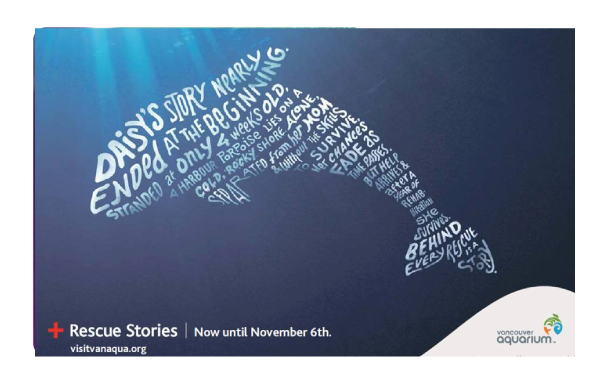 DAISY'S STORY NEARLY
ENDED AT THE BEGINNING.
STRANDED at ONLY 4 WEEKS OLD,
A HARBOUR PORPOISE LIES ON A
COLD, ROCKY SHORE ALONE,
SEPARATED from her MOM
& without THE SKILLS
TO SURVIVE.
HER CHANCES
FADE as
TIME PASSES,
BUT HELP
ARRIVES &
after A
YEAR OF
REHAB-
ILITATION
SHE
SURVIVES.
BEHIND
EVERY RESCUE
IS A
STORY.
Rescue Stories | Now until November 6th.
visitvanaqua.org
vancouver
aquarium